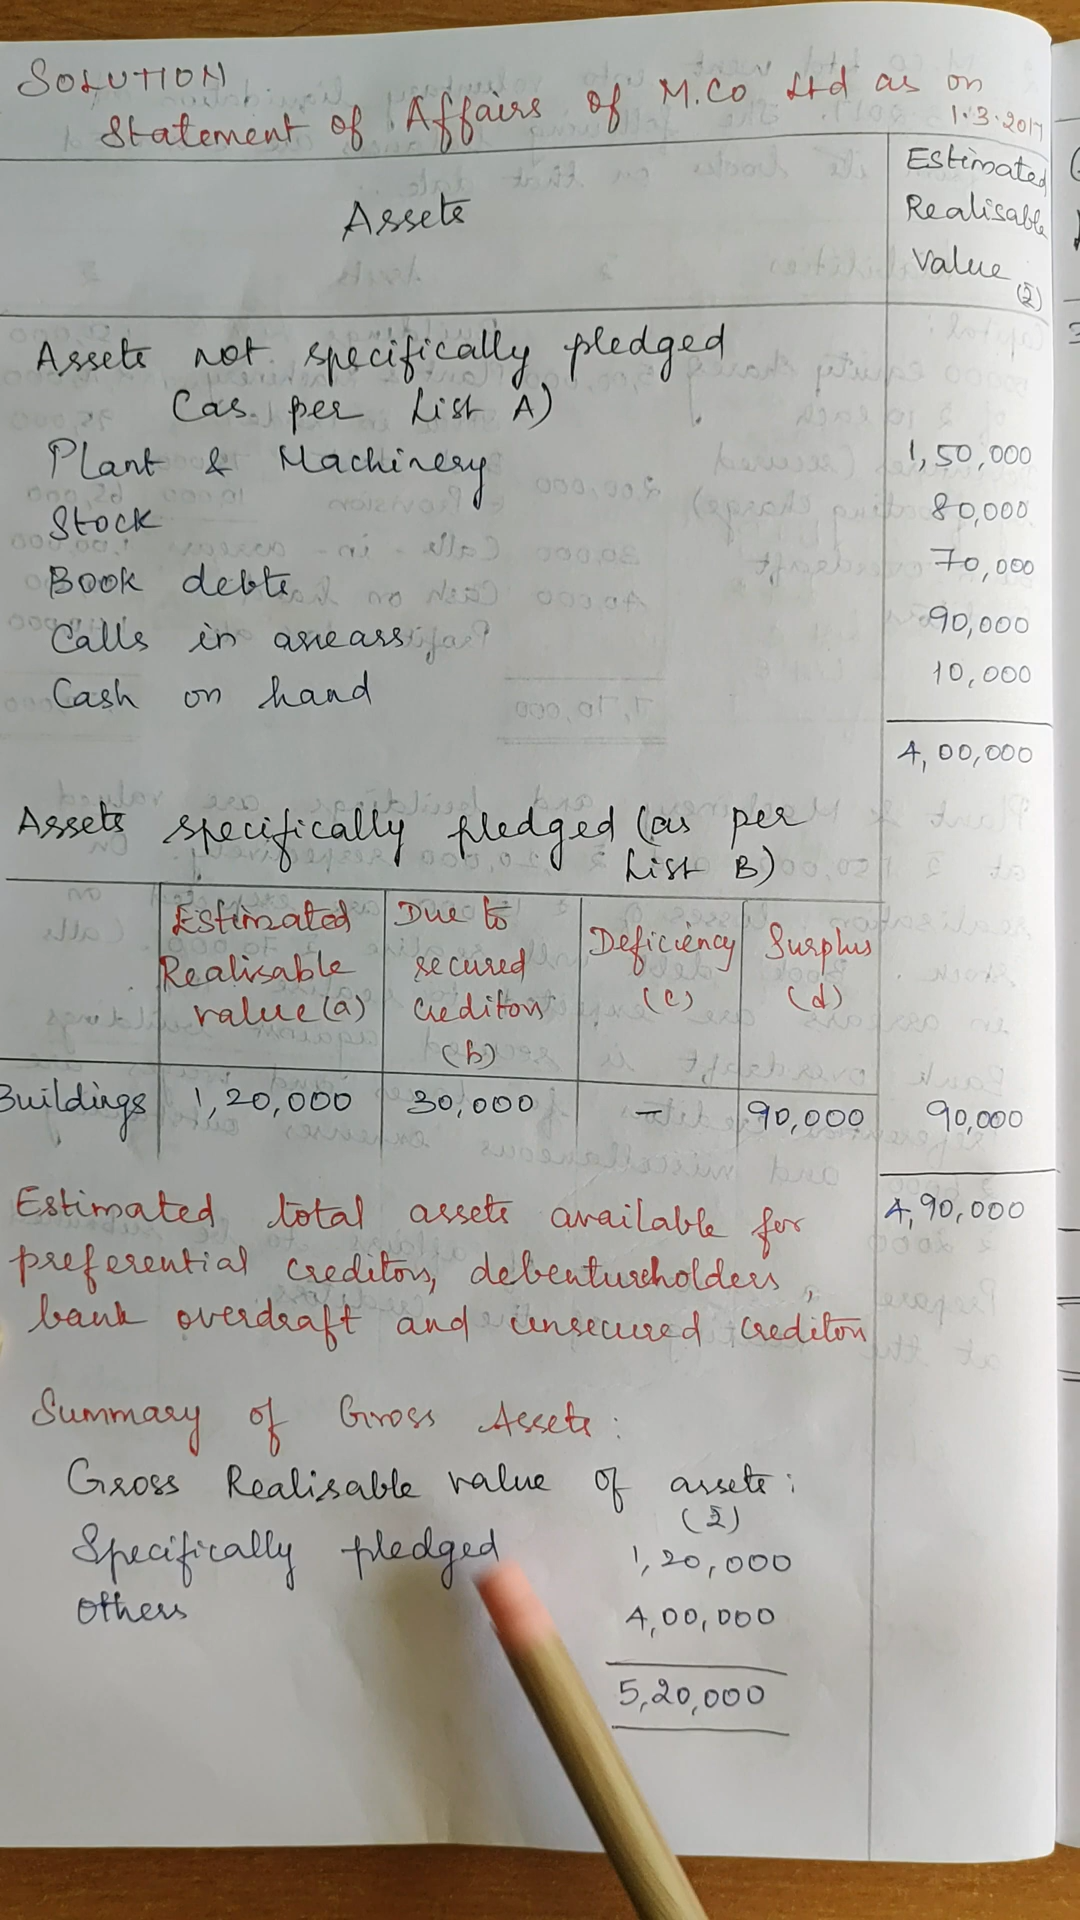 SOLUTION
Statement of Affairs of M.Co Ltd as on
1.3.2017
Assets
Estimated
Realisable
Value
(₹)
Assets not specifically pledged
(as per List A)
Plant & Machinery 1,50,000
Stock 80,000
Book debts 70,000
Calls in arrears 90,000
Cash on hand 10,000
4,00,000
Assets specifically pledged (as per
List B)
Estimated
Realisable
value (a)
Due to
secured
Creditors
(b)
Deficiency
(c)
Surplus
(d)
Buildings 1,20,000 30,000 - 90,000 90,000
Estimated total assets available for 4,90,000
preferential creditors, debentureholders,
bank overdraft and unsecured creditors
Summary of Gross Assets:
Gross Realisable value of assets:
(₹)
Specifically pledged 1,20,000
Others 4,00,000
5,20,000